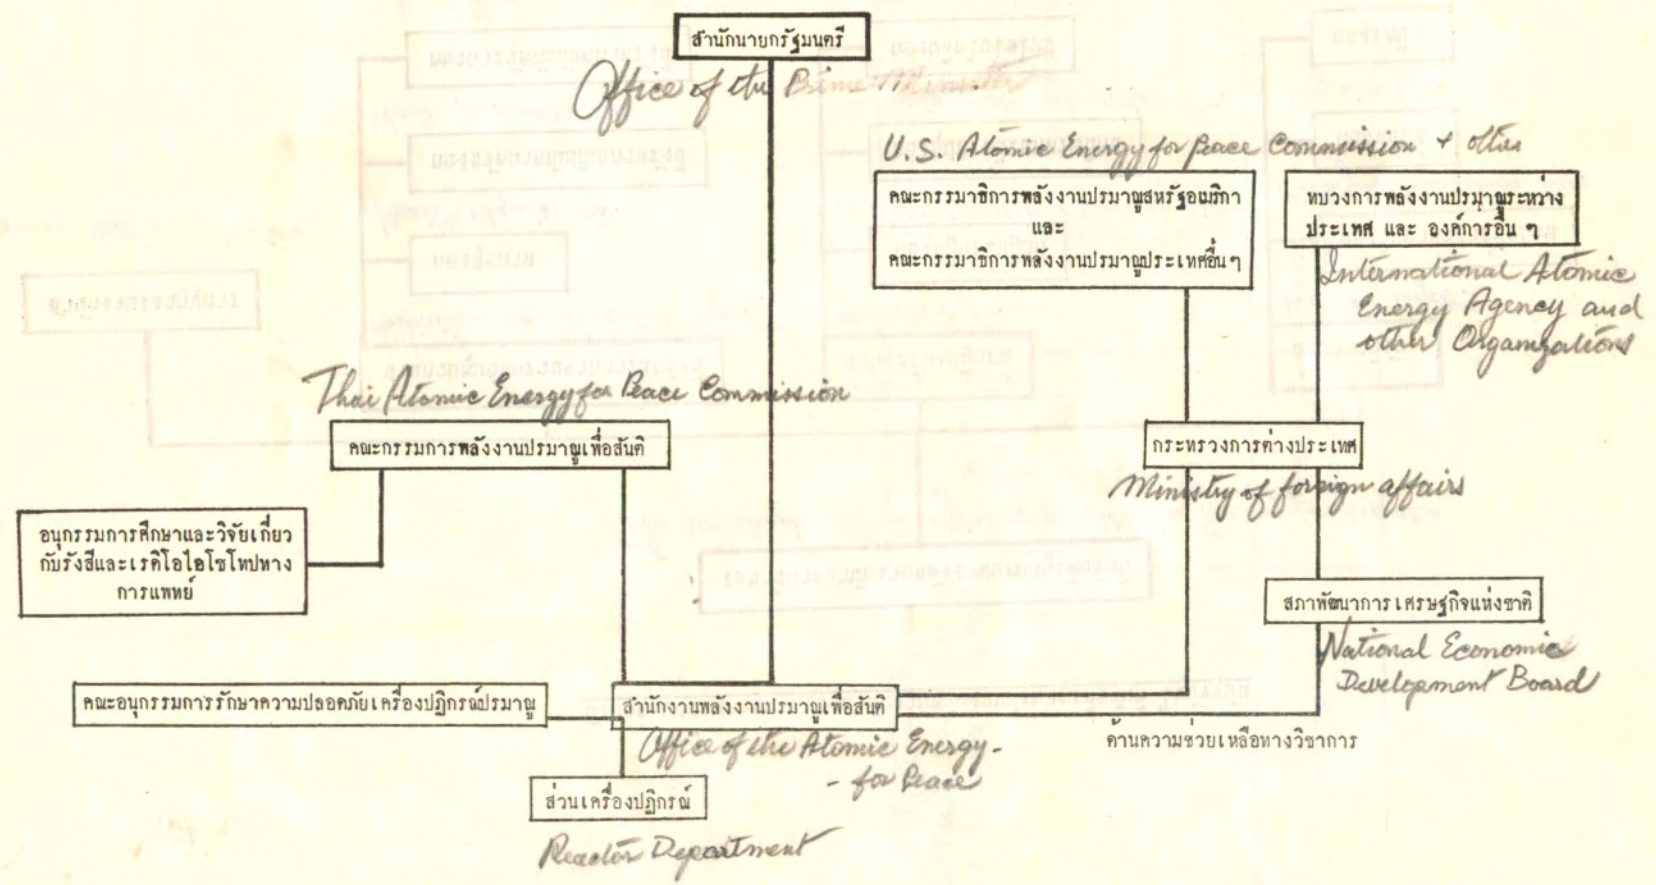 สำนักนายกรัฐมนตรี
Office of the Prime Minister
U.S. Atomic Energy for Peace Commission + other
คณะกรรมาธิการพลังงานปรมาณูสหรัฐอเมริกา
และ
คณะกรรมาธิการพลังงานปรมาณูประเทศอื่นๆ
ทบวงการพลังงานปรมาณูระหว่าง
ประเทศ และ องค์การอื่น ๆ
International Atomic
Energy Agency and
other Organizations
Thai Atomic Energy for Peace Commission
คณะกรรมการพลังงานปรมาณูเพื่อสันติ
กระทรวงการต่างประเทศ
Ministry of foreign affairs
อนุกรรมการศึกษาและวิจัยเกี่ยว
กับรังสีและเรดิโอไอโซโทปทาง
การแพทย์
สภาพัฒนาการเศรษฐกิจแห่งชาติ
National Economic
Development Board
คณะอนุกรรมการรักษาความปลอดภัยเครื่องปฏิกรณ์ปรมาณู
สำนักงานพลังงานปรมาณูเพื่อสันติ
Office of the Atomic Energy -
- for Peace
ด้านความช่วยเหลือทางวิชาการ
ส่วนเครื่องปฏิกรณ์
Reactor Department